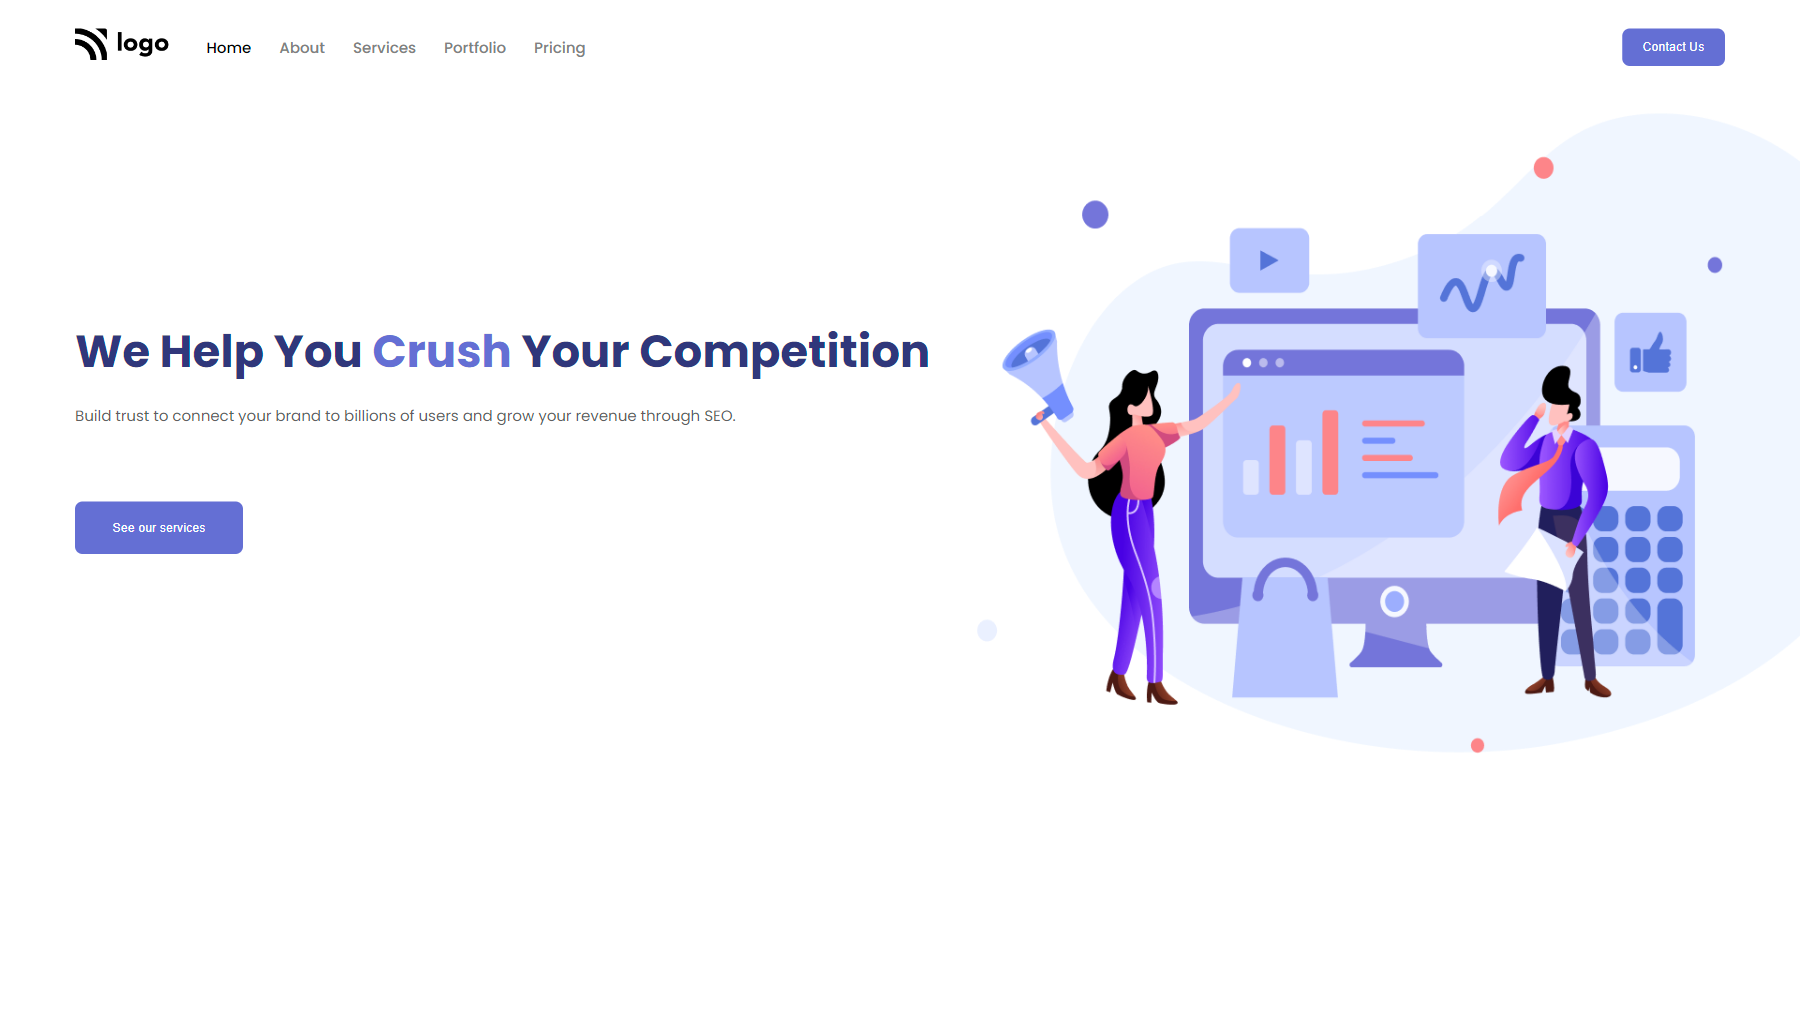 logo
Home
About
Services
Portfolio
Pricing
Contact Us
We Help You Crush Your Competition
Build trust to connect your brand to billions of users and grow your revenue through SEO.
See our services